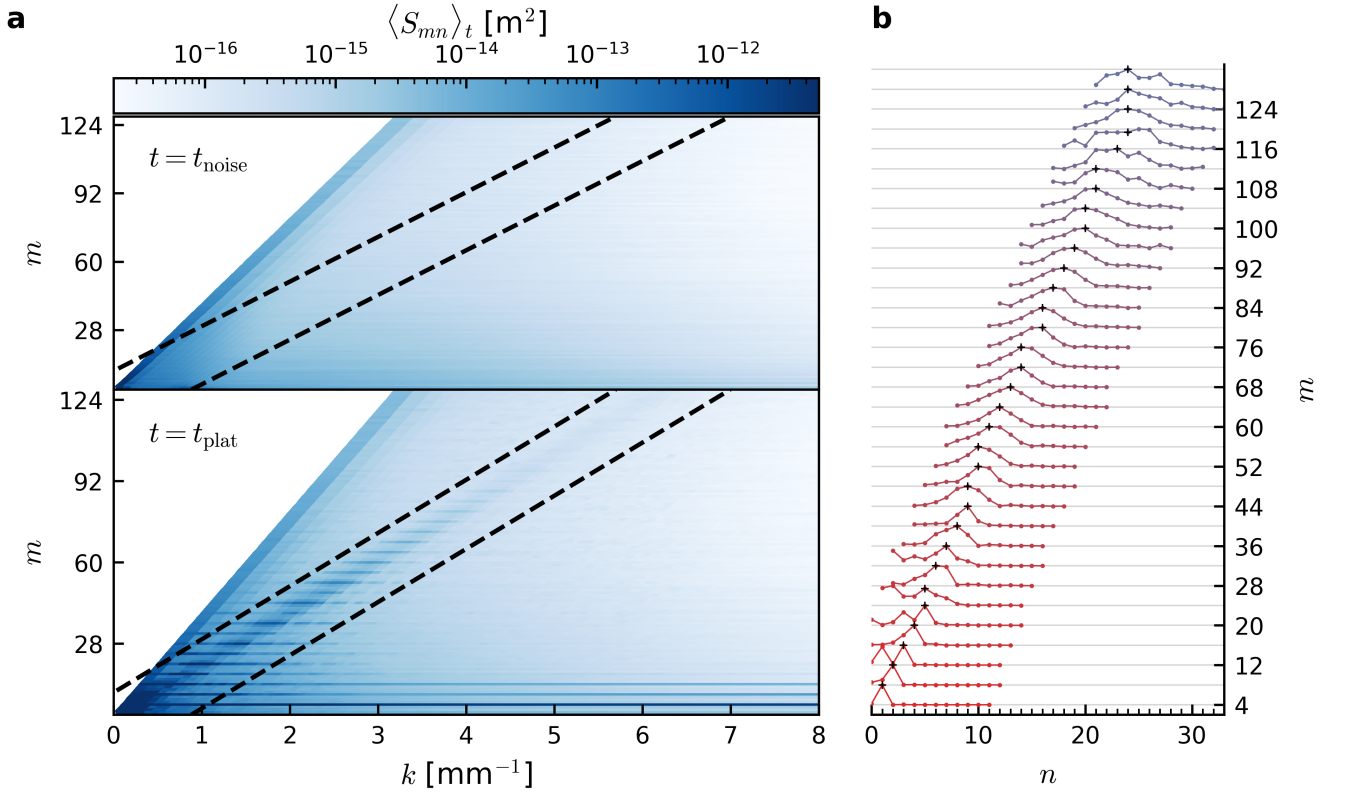 a
⟨S_mn⟩_t [m²]
10⁻¹⁶ 10⁻¹⁵ 10⁻¹⁴ 10⁻¹³ 10⁻¹²
t = t_noise
124
92
60
28
m
t = t_plat
124
92
60
28
m
0 1 2 3 4 5 6 7 8
k [mm⁻¹]
b
124
116
108
100
92
84
76
68
60
52
44
36
28
20
12
4
m
0 10 20 30
n